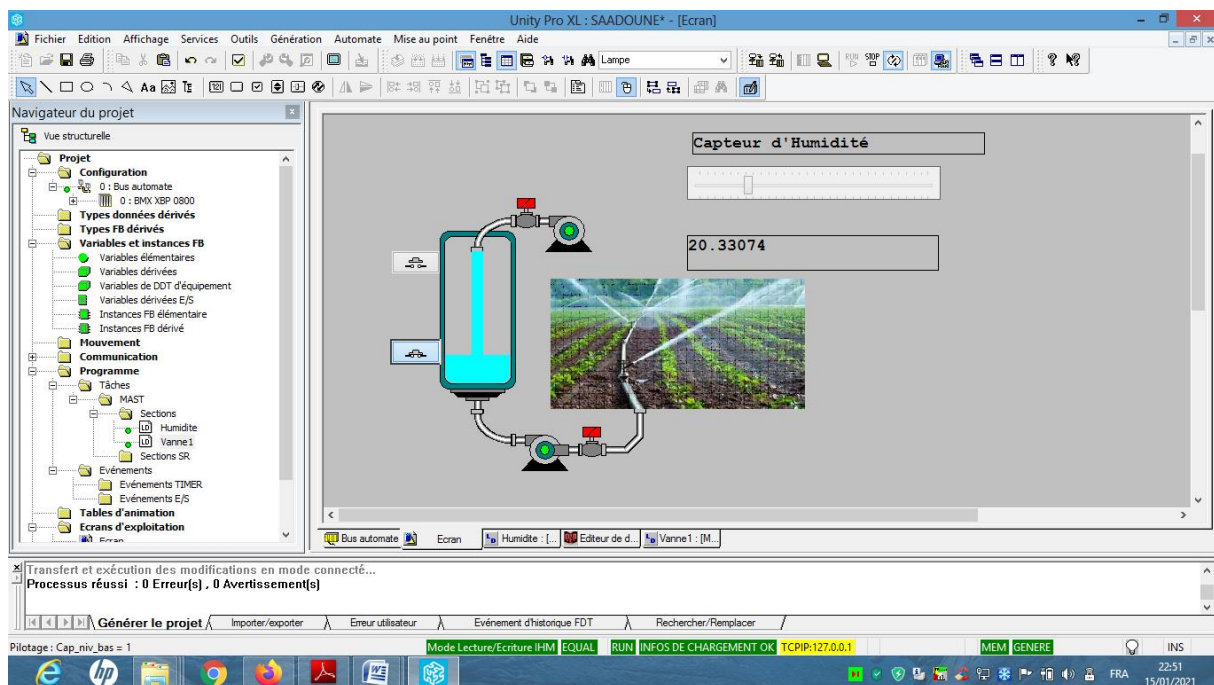 Unity Pro XL : SAADOUNE* - [Ecran]
Fichier Edition Affichage Services Outils Génération Automate Mise au point Fenêtre Aide
Lampe
Navigateur du projet
Vue structurelle
Projet
Configuration
0 : Bus automate
0 : BMX XBP 0800
Types données dérivés
Types FB dérivés
Variables et instances FB
Variables élémentaires
Variables dérivées
Variables de DDT d'équipement
Variables dérivées E/S
Instances FB élémentaire
Instances FB dérivé
Mouvement
Communication
Programme
Tâches
MAST
Sections
Humidite
Vanne1
Sections SR
Evénements
Evénements TIMER
Evénements E/S
Tables d'animation
Ecrans d'exploitation
Ecran
Capteur d'Humidité
20.33074
Bus automate Ecran Humidite : [... Editeur de d... Vanne1 : [M...
Transfert et exécution des modifications en mode connecté...
Processus réussi : 0 Erreur(s) , 0 Avertissement(s)
Générer le projet Importer/exporter Erreur utilisateur Evénement d'historique FDT Rechercher/Remplacer
Pilotage : Cap_niv_bas = 1 Mode Lecture/Ecriture IHM EQUAL RUN INFOS DE CHARGEMENT OK TCPIP:127.0.0.1 MEM GENERE INS
FRA 22:51
15/01/2021